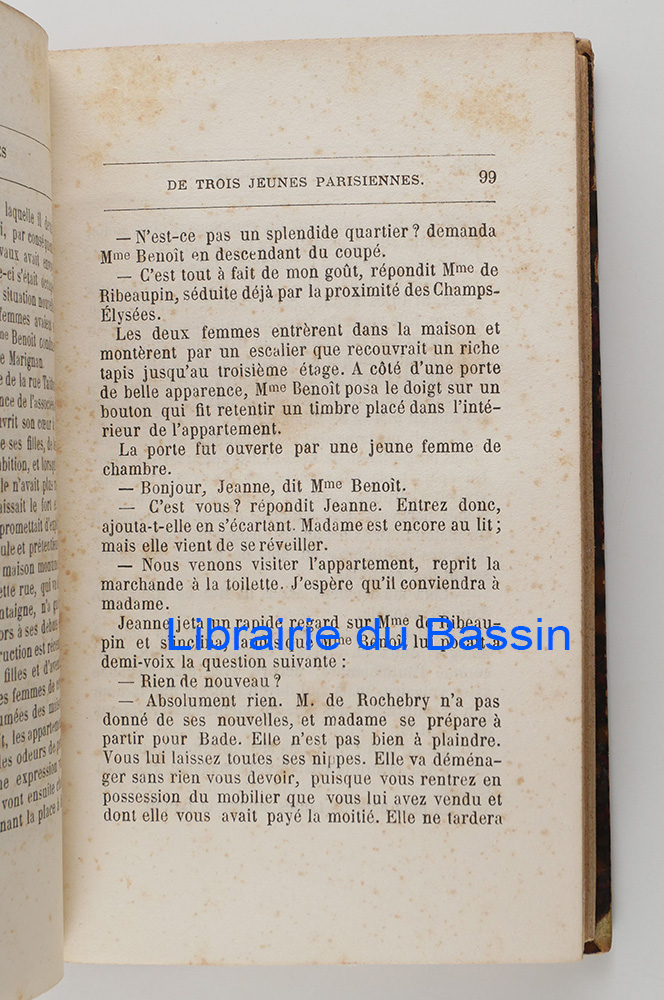 DE TROIS JEUNES PARISIENNES. 99
— N'est-ce pas un splendide quartier ? demanda
Mme Benoît en descendant du coupé.
— C'est tout à fait de mon goût, répondit Mme de
Ribeaupin, séduite déjà par la proximité des Champs-
Élysées.
Les deux femmes entrèrent dans la maison et
montèrent par un escalier que recouvrait un riche
tapis jusqu'au troisième étage. A côté d'une porte
de belle apparence, Mme Benoît posa le doigt sur un
bouton qui fit retentir un timbre placé dans l'inté-
rieur de l'appartement.
La porte fut ouverte par une jeune femme de
chambre.
— Bonjour, Jeanne, dit Mme Benoît.
— C'est vous ? répondit Jeanne. Entrez donc,
ajouta-t-elle en s'écartant. Madame est encore au lit ;
mais elle vient de se réveiller.
— Nous venons visiter l'appartement, reprit la
marchande à la toilette. J'espère qu'il conviendra à
madame.
Jeanne jeta un rapide regard sur Mme de Ribeau-
pin et s'inclina, tandis que Mme Benoît lui posait à
Librairie du Bassin
demi-voix la question suivante :
— Rien de nouveau ?
— Absolument rien. M. de Rochebry n'a pas
donné de ses nouvelles, et madame se prépare à
partir pour Bade. Elle n'est pas bien à plaindre.
Vous lui laissez toutes ses nippes. Elle va déména-
ger sans rien vous devoir, puisque vous rentrez en
possession du mobilier que vous lui avez vendu et
dont elle vous avait payé la moitié. Elle ne tardera